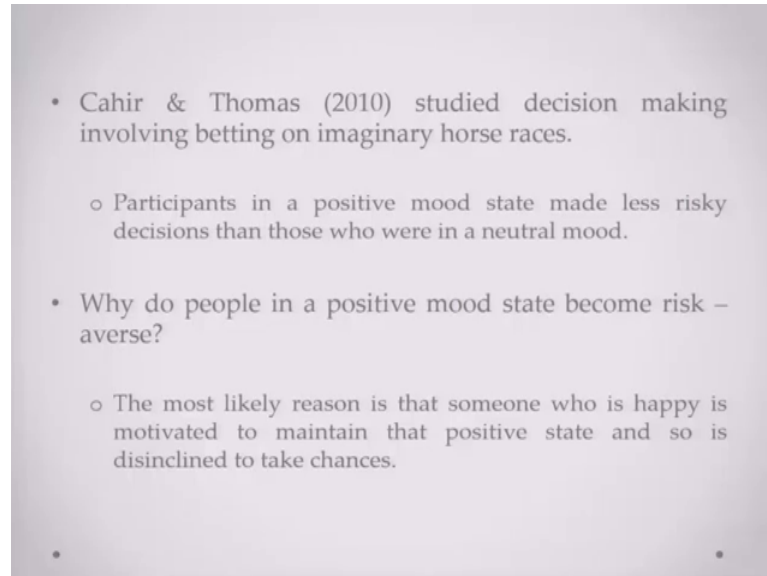 • Cahir & Thomas (2010) studied decision making
involving betting on imaginary horse races.
o Participants in a positive mood state made less risky
decisions than those who were in a neutral mood.
• Why do people in a positive mood state become risk –
averse?
o The most likely reason is that someone who is happy is
motivated to maintain that positive state and so is
disinclined to take chances.